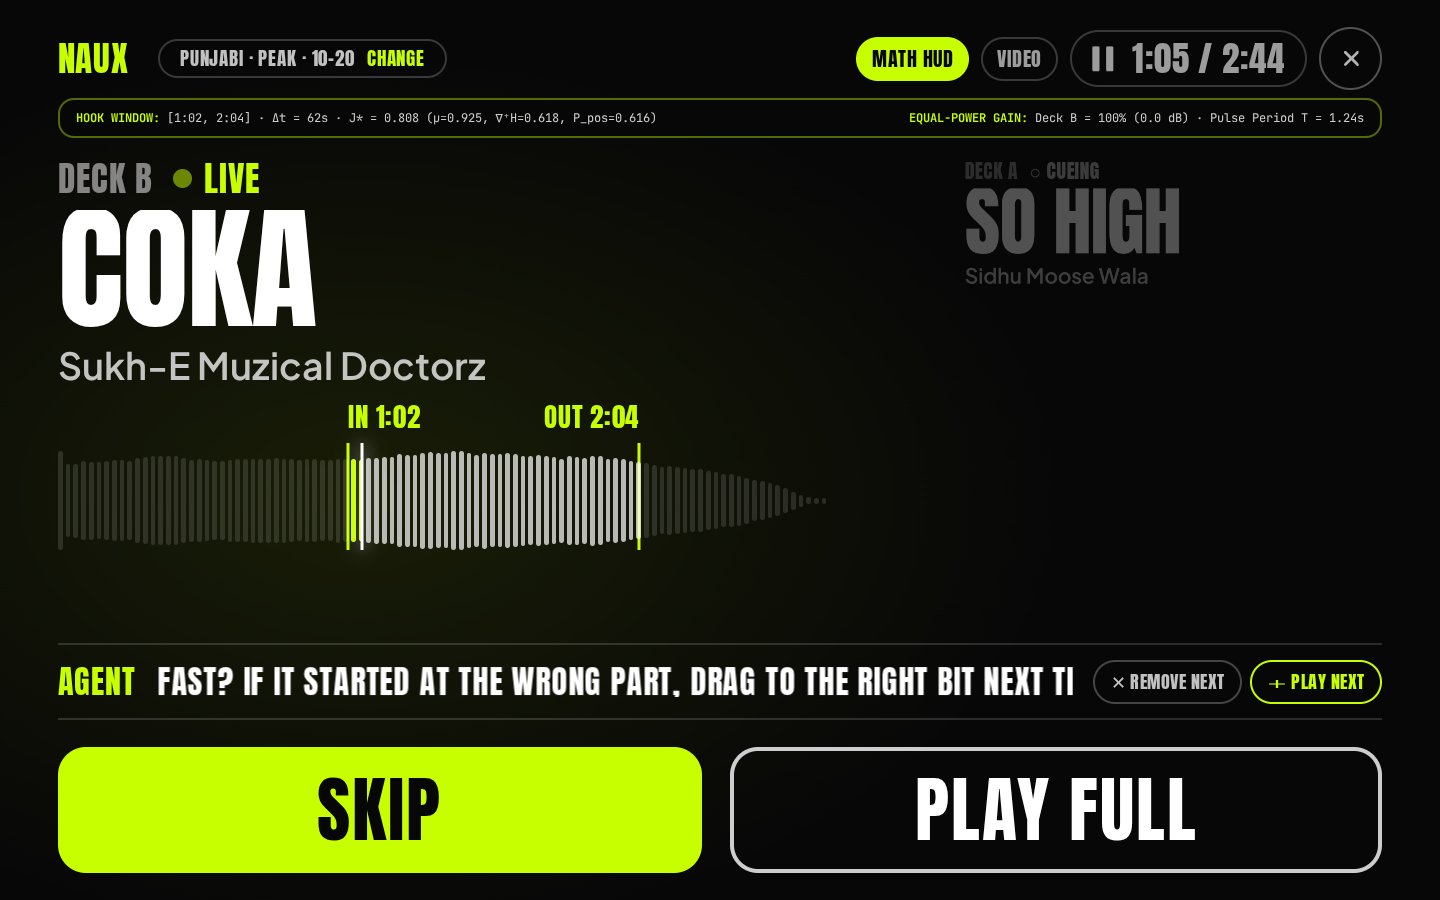 NAUX PUNJABI · PEAK · 10-20 CHANGE MATH HUD VIDEO 1:05 / 2:44 ✕
HOOK WINDOW: [1:02, 2:04] · Δt = 62s · J* = 0.808 (μ=0.925, ∇⁺H=0.618, P_pos=0.616) EQUAL-POWER GAIN: Deck B = 100% (0.0 dB) · Pulse Period T = 1.24s
DECK B LIVE
COKA
Sukh-E Muzical Doctorz
DECK A ○ CUEING
SO HIGH
Sidhu Moose Wala
IN 1:02 OUT 2:04
AGENT FAST? IF IT STARTED AT THE WRONG PART, DRAG TO THE RIGHT BIT NEXT TI ✕ REMOVE NEXT + PLAY NEXT
SKIP PLAY FULL